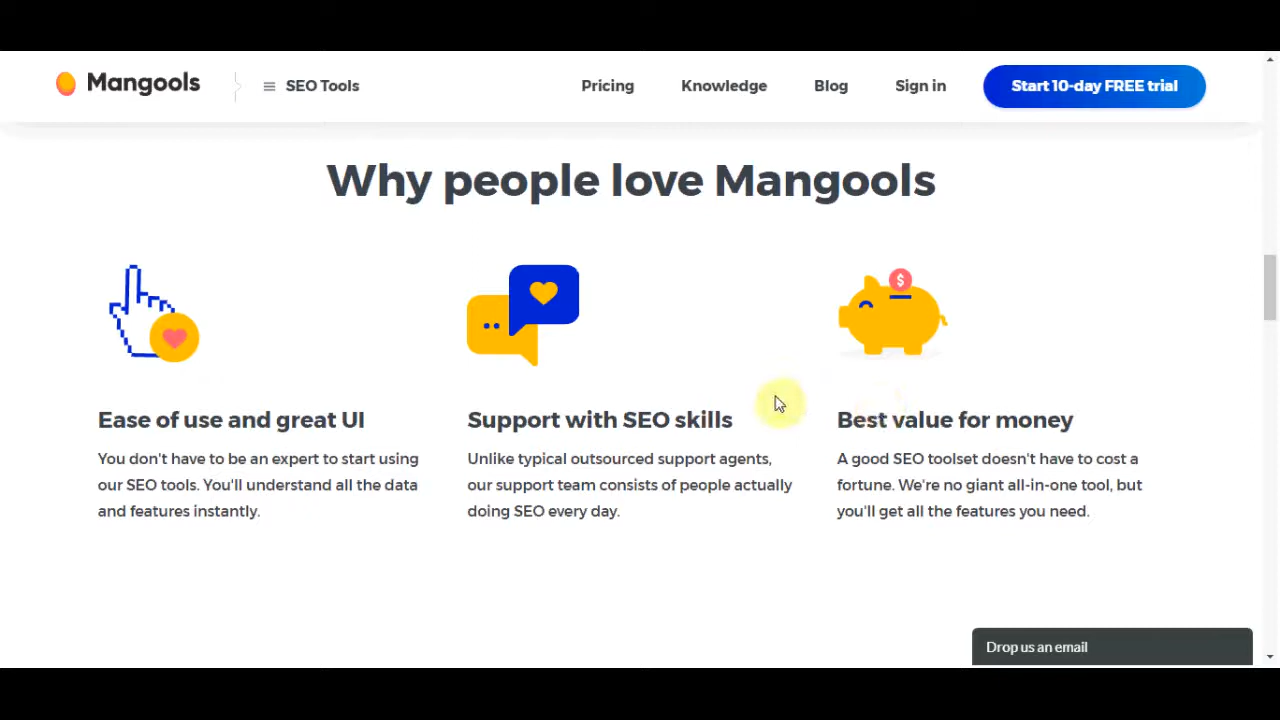 Mangools
SEO Tools
Pricing
Knowledge
Blog
Sign in
Start 10-day FREE trial
Why people love Mangools
$
Ease of use and great UI
You don't have to be an expert to start using
our SEO tools. You'll understand all the data
and features instantly.
Support with SEO skills
Unlike typical outsourced support agents,
our support team consists of people actually
doing SEO every day.
Best value for money
A good SEO toolset doesn't have to cost a
fortune. We're no giant all-in-one tool, but
you'll get all the features you need.
Drop us an email